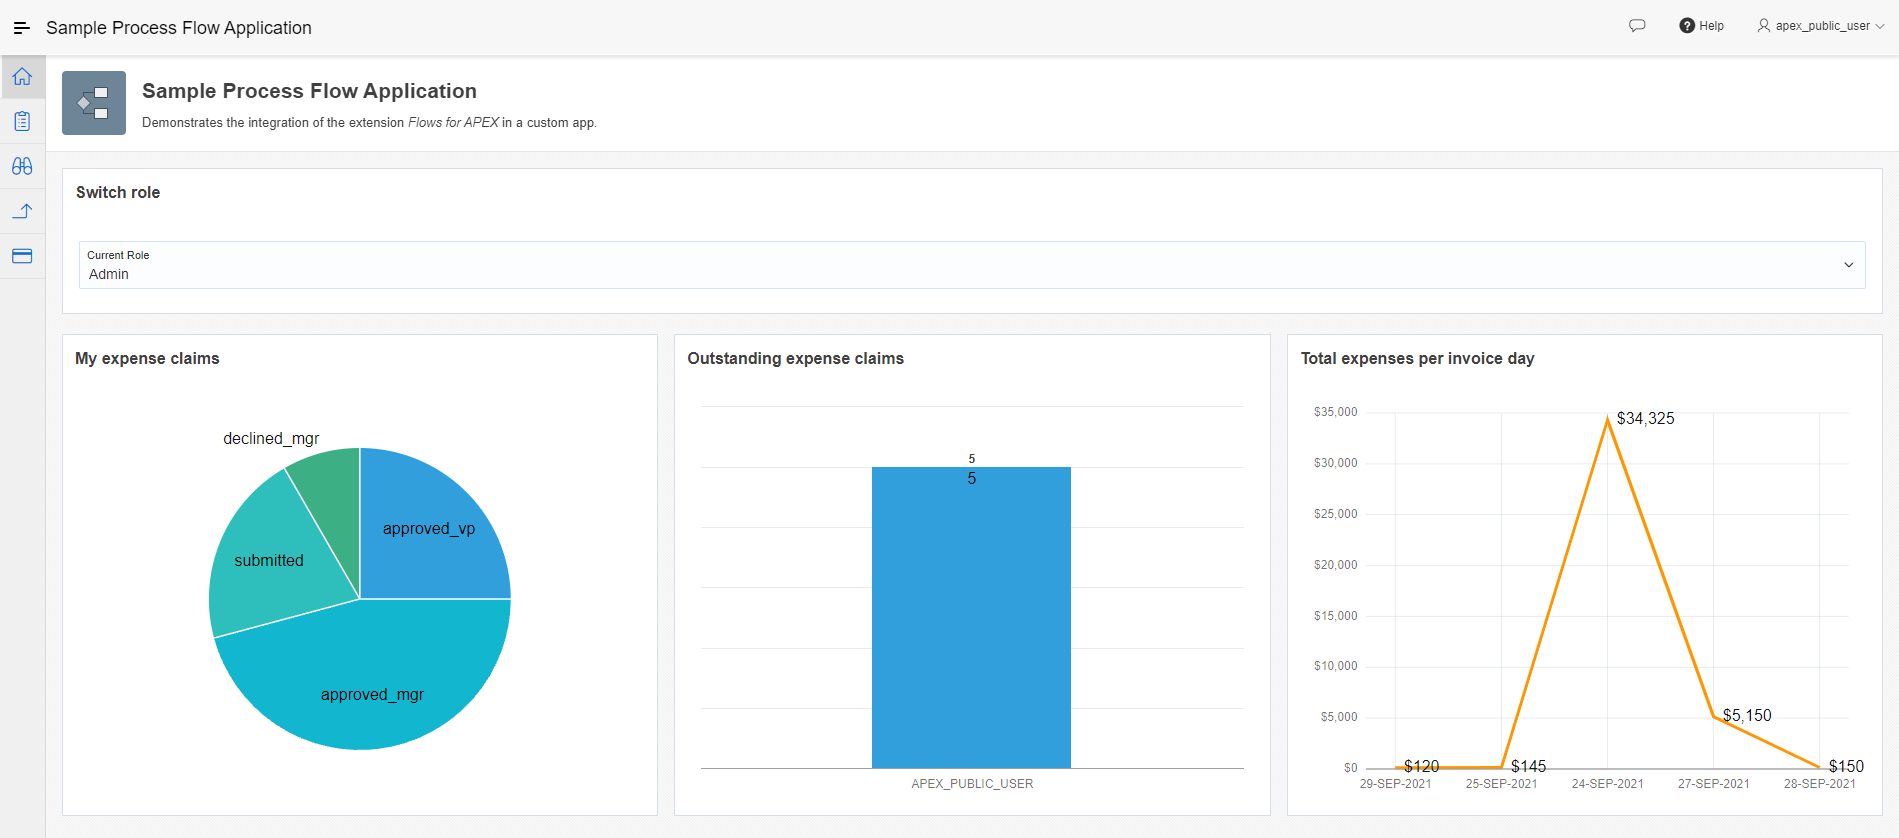 Sample Process Flow Application
Help
apex_public_user
Sample Process Flow Application
Demonstrates the integration of the extension Flows for APEX in a custom app.
Switch role
Current Role
Admin
My expense claims
declined_mgr
approved_vp
submitted
approved_mgr
Outstanding expense claims
5
5
APEX_PUBLIC_USER
Total expenses per invoice day
$35,000
$34,325
$30,000
$25,000
$20,000
$15,000
$10,000
$5,000
$5,150
$0
$120
$145
$150
29-SEP-2021
25-SEP-2021
24-SEP-2021
27-SEP-2021
28-SEP-2021